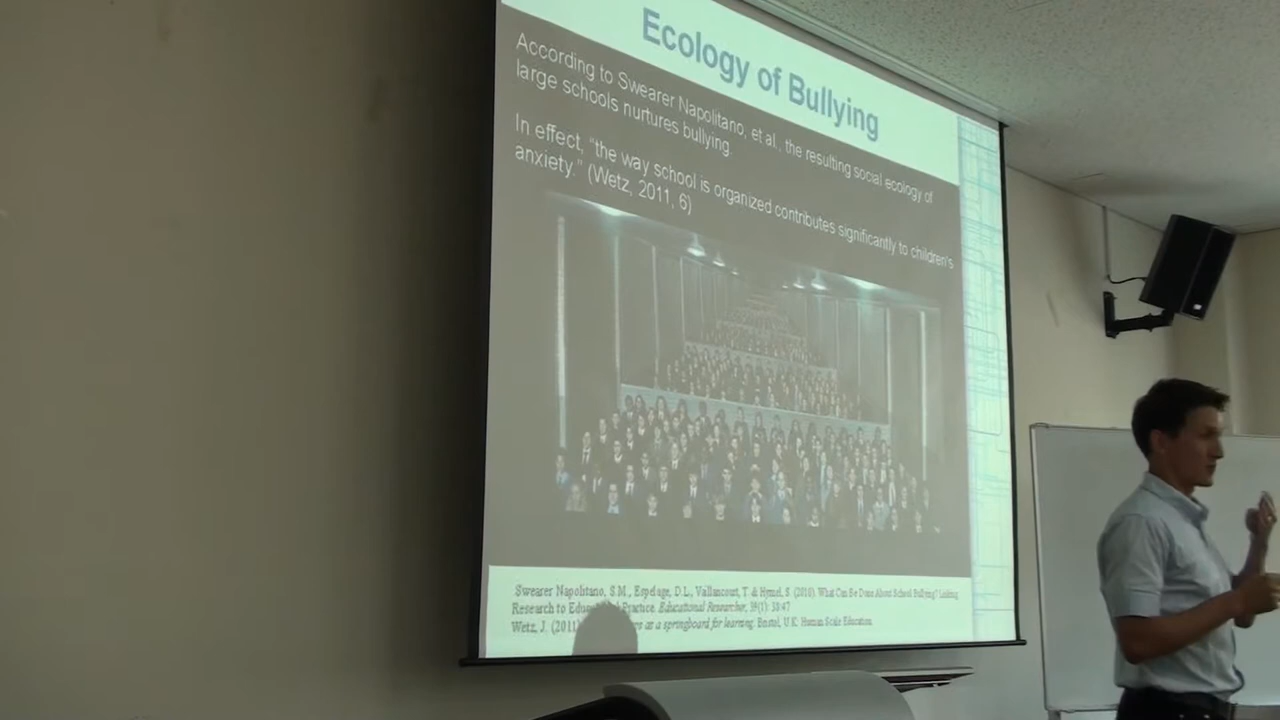 Ecology of Bullying
According to Swearer Napolitano, et al., the resulting social ecology of
large schools nurtures bullying.
In effect, "the way school is organized contributes significantly to children's
anxiety." (Wetz, 2011, 6)
Swearer Napolitano, S.M., Espelage, D.L., Vaillancourt, T. & Hymel, S. (2010). What Can Be Done About School Bullying? Linking
Research to Practice. Educational Researcher, 39(1): 38-47
Wetz, J. (2011) as a springboard for learning. Bristol, U.K: Human Scale Education